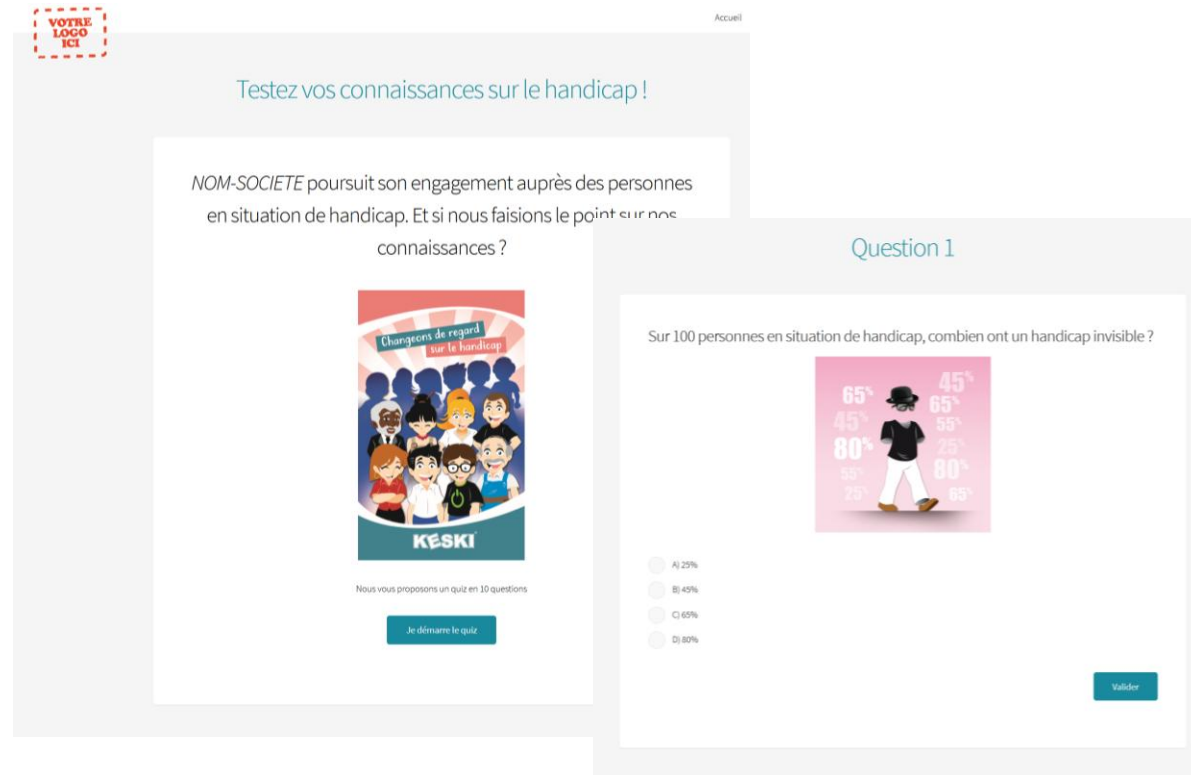 VOTRE
LOGO
ICI
Accueil
Testez vos connaissances sur le handicap !
NOM-SOCIETE poursuit son engagement auprès des personnes
en situation de handicap. Et si nous faisions le point sur nos
connaissances ?
Changeons de regard
sur le handicap
KESKI
Nous vous proposons un quiz en 10 questions
Je démarre le quiz
Question 1
Sur 100 personnes en situation de handicap, combien ont un handicap invisible ?
65% 45%
65%
45% 55%
80% 25%
55% 80%
25% 65%
A) 25%
B) 45%
C) 65%
D) 80%
Valider